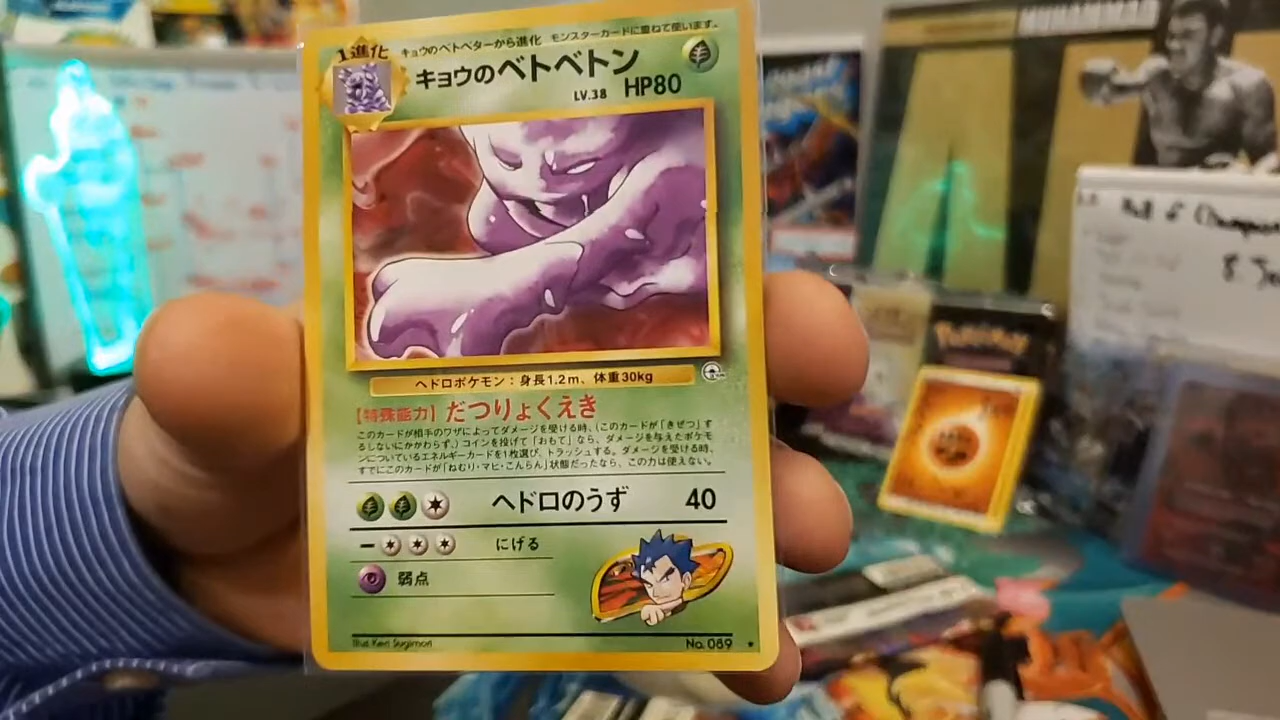 MUHAMMAD
1進化
キョウのベトベターから進化 モンスターカードに重ねて使います。
キョウのベトベトン
LV.38 HP80
Hall of
Pokémon
ヘドロポケモン：身長1.2m、体重30kg
【特殊能力】だつりょくえき
このカードが相手のワザによってダメージを受ける時、(このカードが「きぜつ」す
るしないにかかわらず。)コインを投げて「おもて」なら、ダメージを与えたポケモ
ンについているエネルギーカードを1枚選び、トラッシュする。ダメージを受ける時、
すでにこのカードが「ねむり・マヒ・こんらん」状態だったなら、この力は使えない。
ヘドロのうず 40
にげる
弱点
Illus Ken Sugimori
No.089